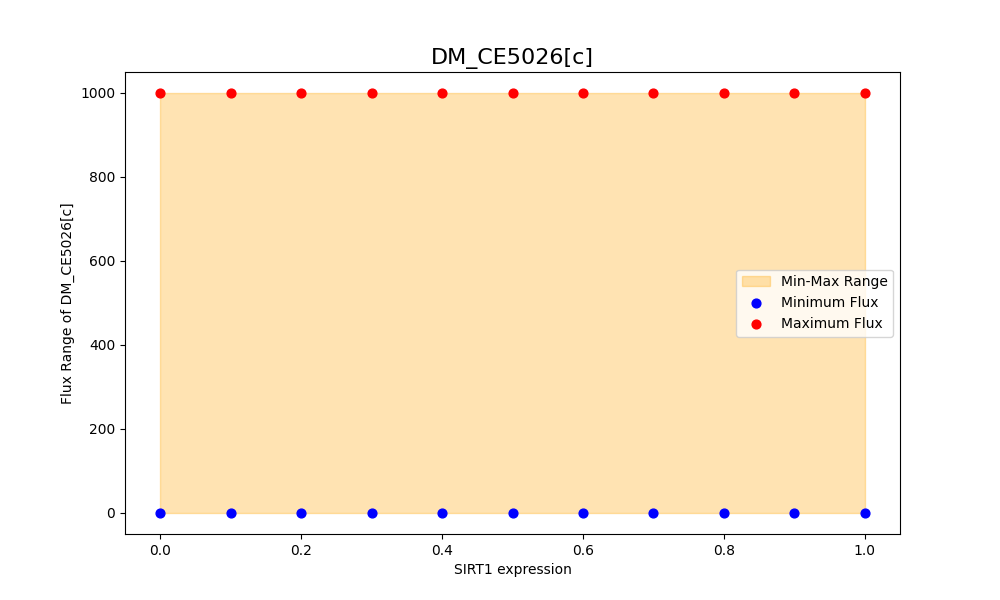 DM_CE5026[c]
1000
800
600
400
200
0
Flux Range of DM_CE5026[c]
Min-Max Range
Minimum Flux
Maximum Flux
0.0 0.2 0.4 0.6 0.8 1.0
SIRT1 expression